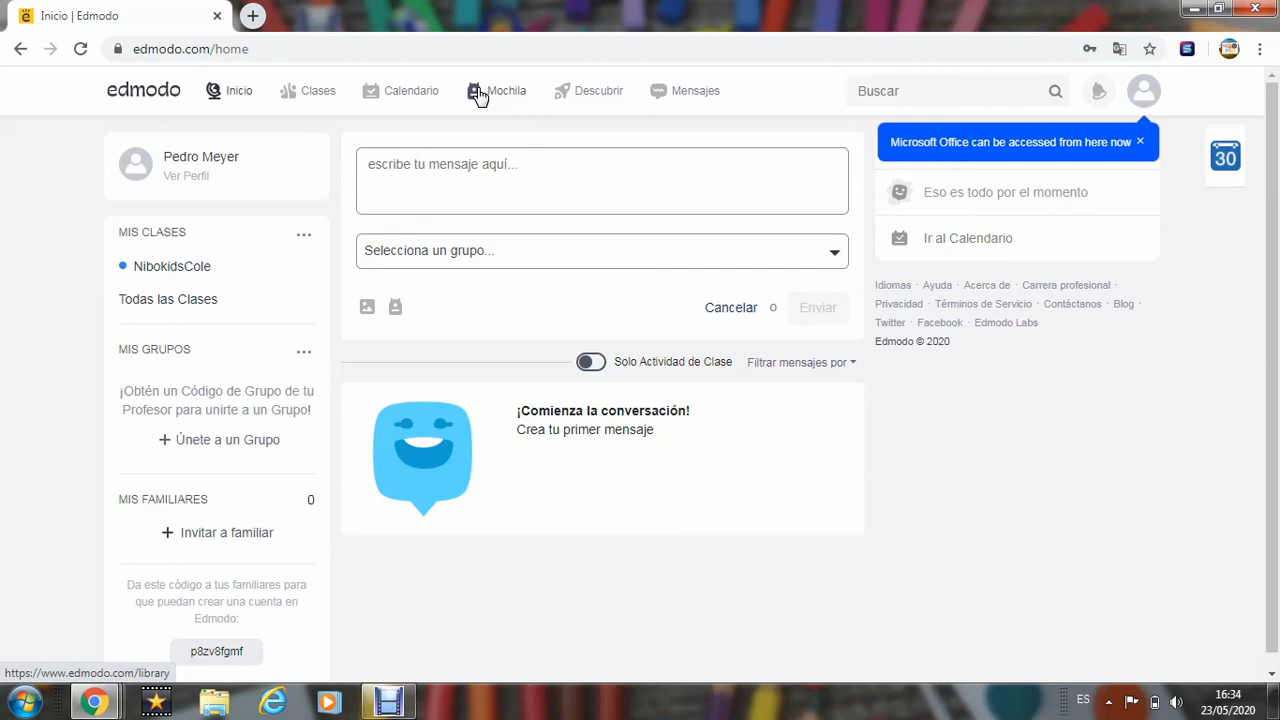 Inicio | Edmodo
edmodo.com/home
edmodo
Inicio
Clases
Calendario
Mochila
Descubrir
Mensajes
Buscar
Pedro Meyer
Ver Perfil
MIS CLASES
NibokidsCole
Todas las Clases
MIS GRUPOS
¡Obtén un Código de Grupo de tu
Profesor para unirte a un Grupo!
Únete a un Grupo
MIS FAMILIARES 0
Invitar a familiar
Da este código a tus familiares para
que puedan crear una cuenta en
Edmodo:
p8zv8fgmf
escribe tu mensaje aquí...
Selecciona un grupo...
Cancelar o Enviar
Solo Actividad de Clase
Filtrar mensajes por
¡Comienza la conversación!
Crea tu primer mensaje
Microsoft Office can be accessed from here now
Eso es todo por el momento
Ir al Calendario
Idiomas · Ayuda · Acerca de · Carrera profesional ·
Privacidad · Términos de Servicio · Contáctanos · Blog ·
Twitter · Facebook · Edmodo Labs
Edmodo © 2020
30
https://www.edmodo.com/library
ES
16:34
23/05/2020